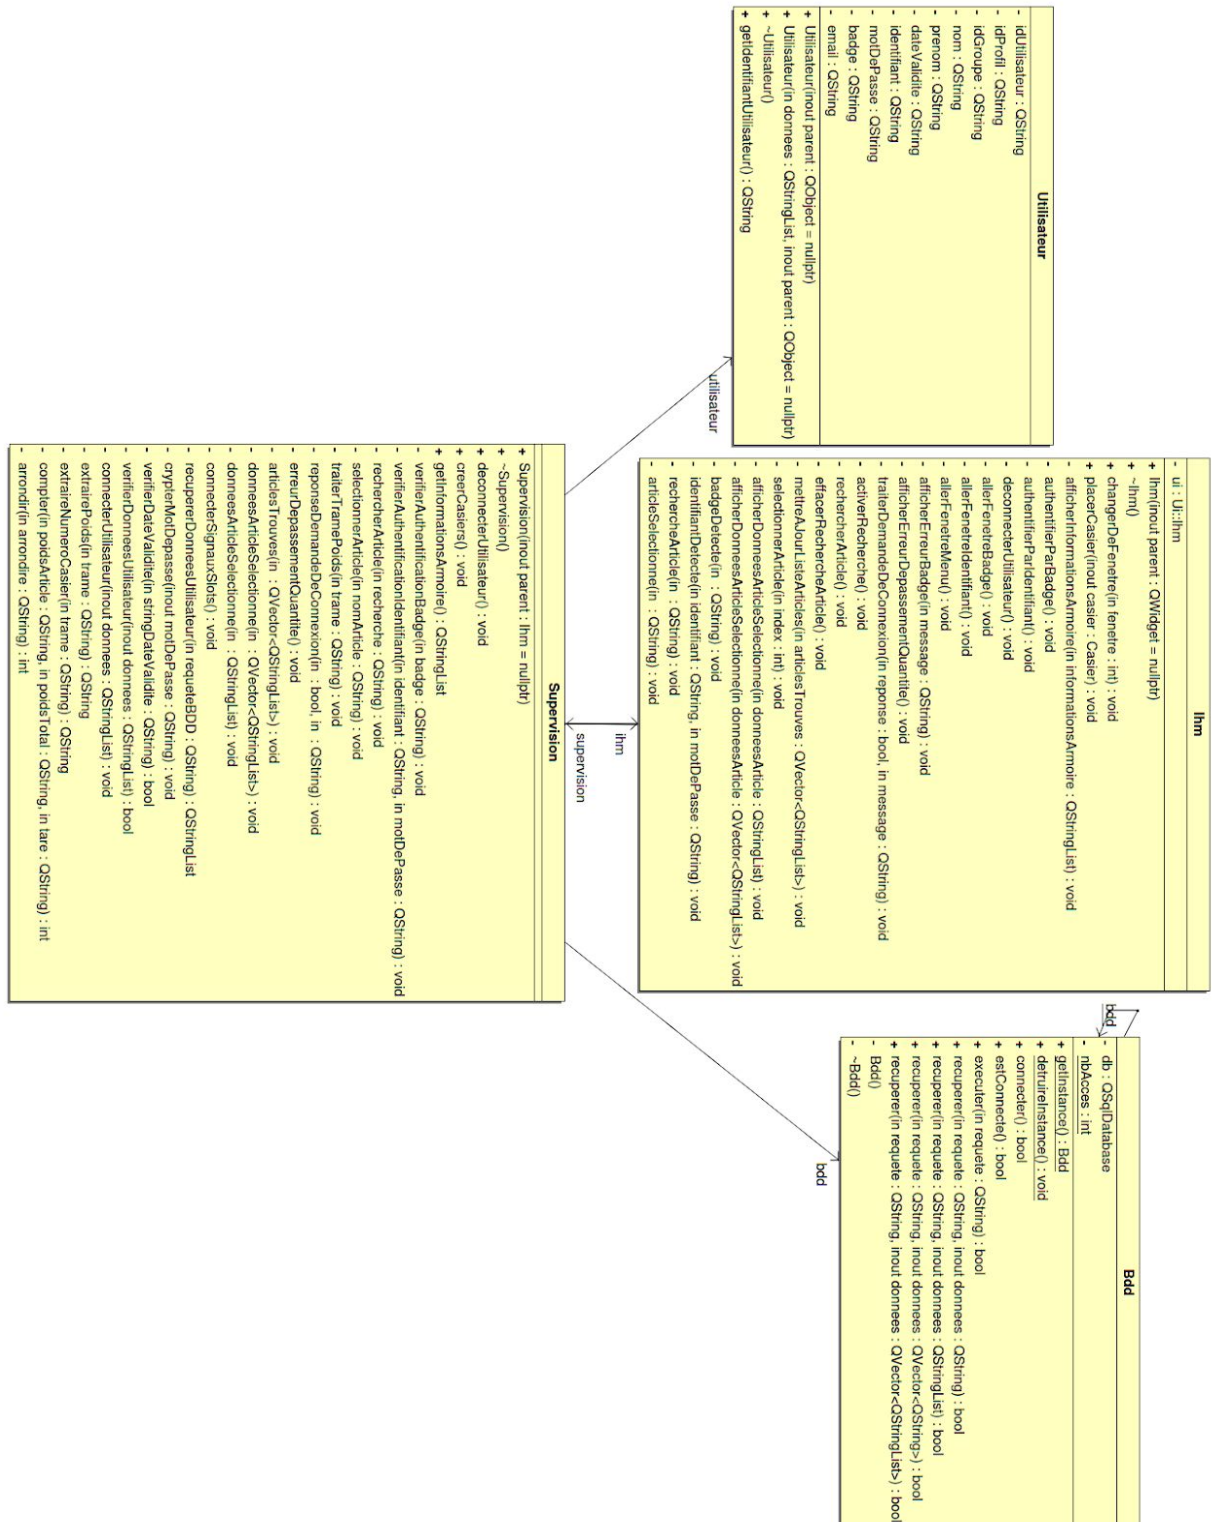 Utilisateur
- idUtilisateur : QString
- idProfil : QString
- idGroupe : QString
- nom : QString
- prenom : QString
- dateValidite : QString
- identifiant : QString
- motDePasse : QString
- badge : QString
- email : QString
+ Utilisateur(inout parent : QObject = nullptr)
+ Utilisateur(in donnees : QStringList, inout parent : QObject = nullptr)
+ ~Utilisateur()
+ getIdentifiantUtilisateur() : QString
utilisateur
Ihm
- ui : Ui::Ihm
+ Ihm(inout parent : QWidget = nullptr)
+ ~Ihm()
+ changerDeFenetre(in fenetre : int) : void
+ placerCasier(inout casier : Casier) : void
- afficherInformationsArmoire(in informationsArmoire : QStringList) : void
- authentifierParBadge() : void
- authentifierParIdentifiant() : void
- deconnecterUtilisateur() : void
- allerFenetreBadge() : void
- allerFenetreIdentifiant() : void
- allerFenetreMenu() : void
- afficherErreurBadge(in message : QString) : void
- afficherErreurDepassementQuantite() : void
- traiterDemandeDeConnexion(in reponse : bool, in message : QString) : void
- activerRecherche() : void
- rechercherArticle() : void
- effacerRechercheArticle() : void
- mettreAJourListeArticles(in articlesTrouves : QVector<QStringList>) : void
- selectionnerArticle(in index : int) : void
- afficherDonneesArticleSelectionne(in donneesArticle : QStringList) : void
- afficherDonneesArticleSelectionne(in donneesArticle : QVector<QStringList>) : void
- badgeDetecte(in : QString) : void
- identifiantDetecte(in identifiant : QString, in motDePasse : QString) : void
- rechercheArticle(in : QString) : void
- articleSelectionne(in : QString) : void
bdd
Bdd
- db : QSqlDatabase
- nbAcces : int
+ getInstance() : Bdd
+ detruireInstance() : void
+ connecter() : bool
+ estConnecte() : bool
+ executer(in requete : QString) : bool
+ recuperer(in requete : QString, inout donnees : QString) : bool
+ recuperer(in requete : QString, inout donnees : QStringList) : bool
+ recuperer(in requete : QString, inout donnees : QVector<QString>) : bool
+ recuperer(in requete : QString, inout donnees : QVector<QStringList>) : bool
- Bdd()
- ~Bdd()
bdd
ihm
supervision
Supervision
+ Supervision(inout parent : Ihm = nullptr)
+ ~Supervision()
+ deconnecterUtilisateur() : void
+ creerCasiers() : void
+ getInformationsArmoire() : QStringList
- verifierAuthentificationBadge(in badge : QString) : void
- verifierAuthentificationIdentifiant(in identifiant : QString, in motDePasse : QString) : void
- rechercherArticle(in recherche : QString) : void
- selectionnerArticle(in nomArticle : QString) : void
- traiterTramePoids(in trame : QString) : void
- reponseDemandeDeConnexion(in : bool, in : QString) : void
- erreurDepassementQuantite() : void
- articlesTrouves(in : QVector<QStringList>) : void
- donneesArticleSelectionne(in : QVector<QStringList>) : void
- donneesArticleSelectionne(in : QStringList) : void
- connecterSignauxSlots() : void
- recupererDonneesUtilisateur(in requeteBDD : QString) : QStringList
- crypterMotDepasse(inout motDePasse : QString) : void
- verifierDateValidite(in stringDateValidite : QString) : bool
- verifierDonneesUtilisateur(inout donnees : QStringList) : bool
- connecterUtilisateur(inout donnees : QStringList) : void
- extrairePoids(in trame : QString) : QString
- extraireNumeroCasier(in trame : QString) : QString
- compter(in poidsArticle : QString, in poidsTotal : QString, in tare : QString) : int
- arrondir(in arrondire : QString) : int